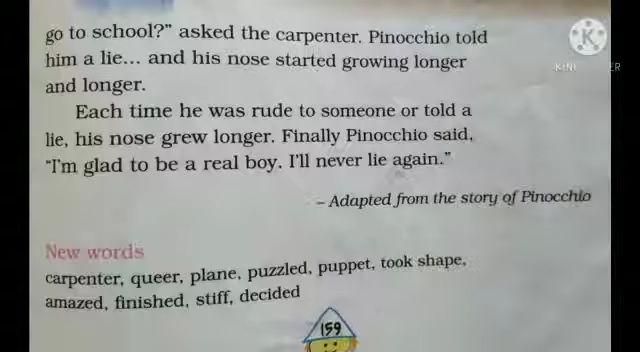 go to school?” asked the carpenter. Pinocchio told
him a lie... and his nose started growing longer
and longer.
Each time he was rude to someone or told a
lie, his nose grew longer. Finally Pinocchio said,
“I'm glad to be a real boy. I'll never lie again.”
– Adapted from the story of Pinocchio
New words
carpenter, queer, plane, puzzled, puppet, took shape,
amazed, finished, stiff, decided
159
K